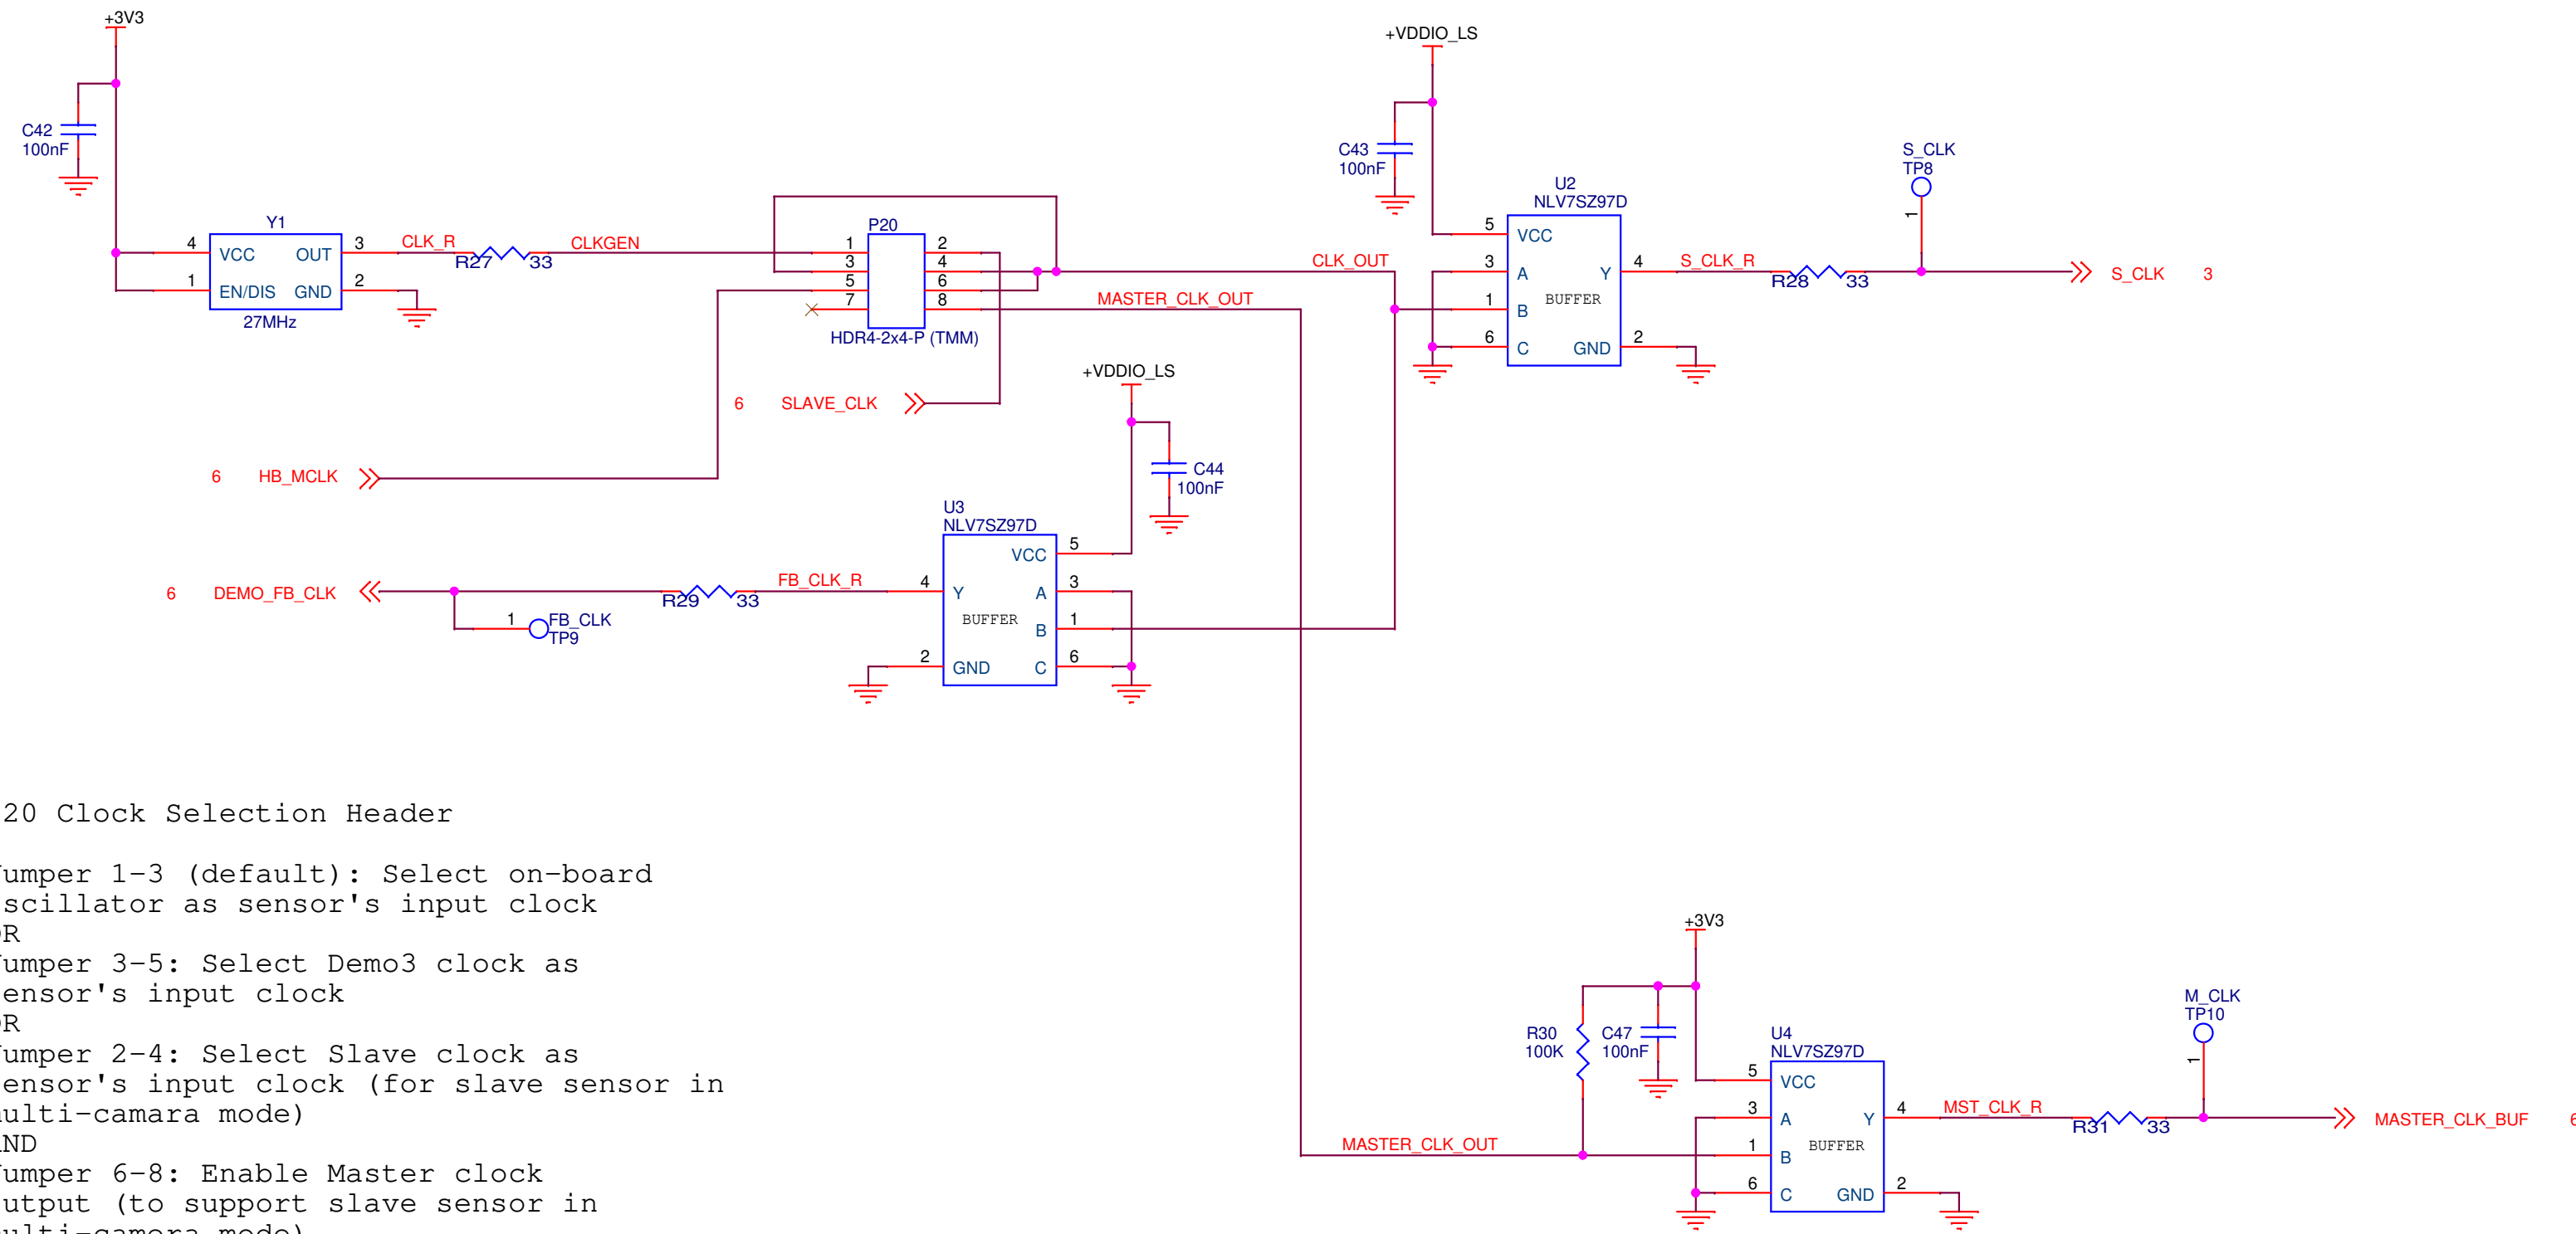 +3V3
C42
100nF
Y1
4
VCC
OUT
3
1
EN/DIS
GND
2
27MHz
CLK_R
R27
33
CLKGEN
P20
1
2
3
4
5
6
7
8
HDR4-2x4-P (TMM)
CLK_OUT
MASTER_CLK_OUT
6
SLAVE_CLK
6
HB_MCLK
+VDDIO_LS
C43
100nF
U2
NLV7SZ97D
5
VCC
3
A
Y
4
BUFFER
1
B
6
C
GND
2
S_CLK_R
R28
33
S_CLK
TP8
1
S_CLK
3
+VDDIO_LS
C44
100nF
U3
NLV7SZ97D
VCC
5
4
Y
A
3
BUFFER
B
1
2
GND
C
6
6
DEMO_FB_CLK
R29
33
FB_CLK_R
1
FB_CLK
TP9
20 Clock Selection Header
umper 1-3 (default): Select on-board
scillator as sensor's input clock
R
umper 3-5: Select Demo3 clock as
ensor's input clock
R
umper 2-4: Select Slave clock as
ensor's input clock (for slave sensor in
ulti-camara mode)
ND
umper 6-8: Enable Master clock
utput (to support slave sensor in
ulti-camera mode)
+3V3
R30
100K
C47
100nF
U4
NLV7SZ97D
5
VCC
3
A
Y
4
BUFFER
1
B
6
C
GND
2
MASTER_CLK_OUT
MST_CLK_R
R31
33
M_CLK
TP10
1
MASTER_CLK_BUF
6